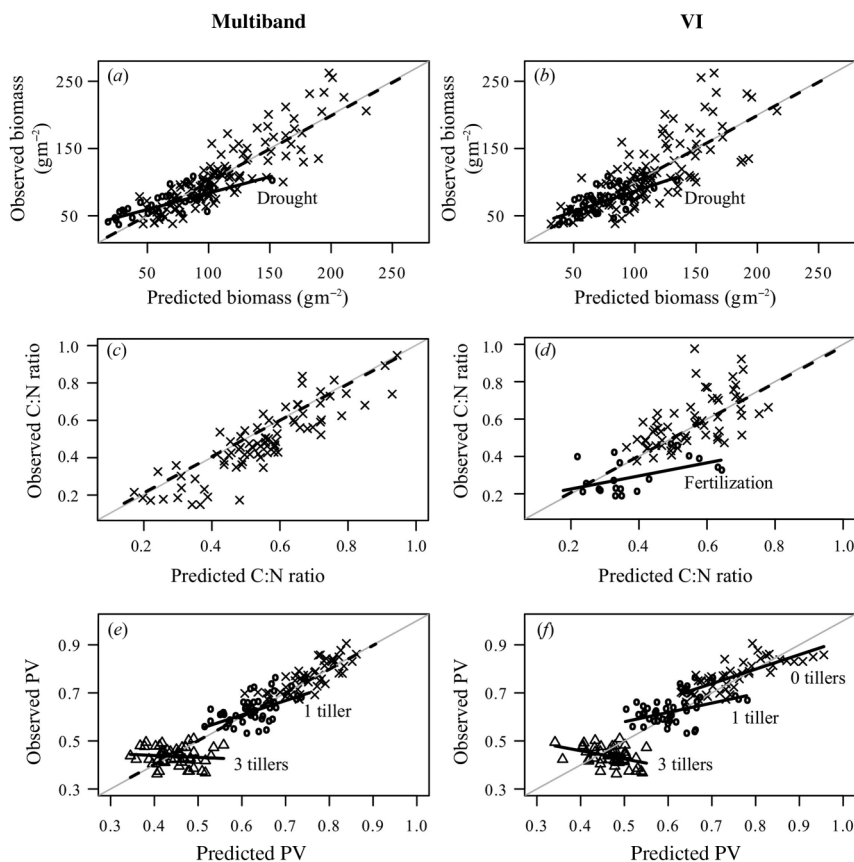 Multiband
VI
Observed biomass
(gm⁻²)
250
150
50
(a)
Drought
50
100
150
200
250
Predicted biomass (gm⁻²)
Observed biomass
(gm⁻²)
250
150
50
(b)
Drought
50
100
150
200
250
Predicted biomass (gm⁻²)
Observed C:N ratio
1.0
0.8
0.6
0.4
0.2
(c)
0.2
0.4
0.6
0.8
1.0
Predicted C:N ratio
Observed C:N ratio
1.0
0.8
0.6
0.4
0.2
(d)
Fertilization
0.2
0.4
0.6
0.8
1.0
Predicted C:N ratio
Observed PV
0.9
0.7
0.5
0.3
(e)
1 tiller
3 tillers
0.3
0.4
0.5
0.6
0.7
0.8
0.9
1.0
Predicted PV
Observed PV
0.9
0.7
0.5
0.3
(f)
0 tillers
1 tiller
3 tillers
0.3
0.4
0.5
0.6
0.7
0.8
0.9
1.0
Predicted PV